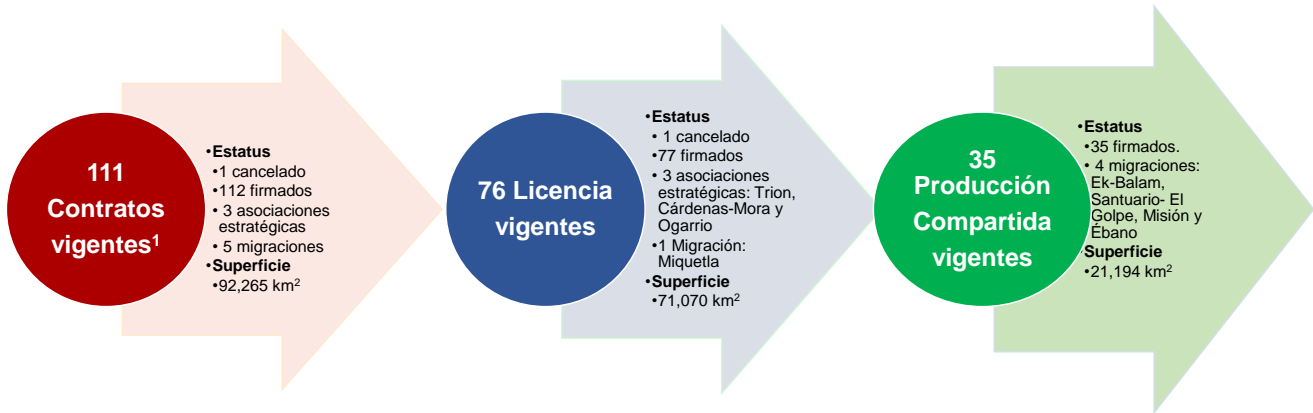 111
Contratos
vigentes¹
•Estatus
•1 cancelado
•112 firmados
• 3 asociaciones
estratégicas
• 5 migraciones
•Superficie
•92,265 km²
76 Licencia
vigentes
•Estatus
• 1 cancelado
•77 firmados
• 3 asociaciones
estratégicas: Trion,
Cárdenas-Mora y
Ogarrio
•1 Migración:
Miquetla
•Superficie
•71,070 km²
35
Producción
Compartida
vigentes
•Estatus
•35 firmados.
• 4 migraciones:
Ek-Balam,
Santuario- El
Golpe, Misión y
Ébano
•Superficie
•21,194 km²